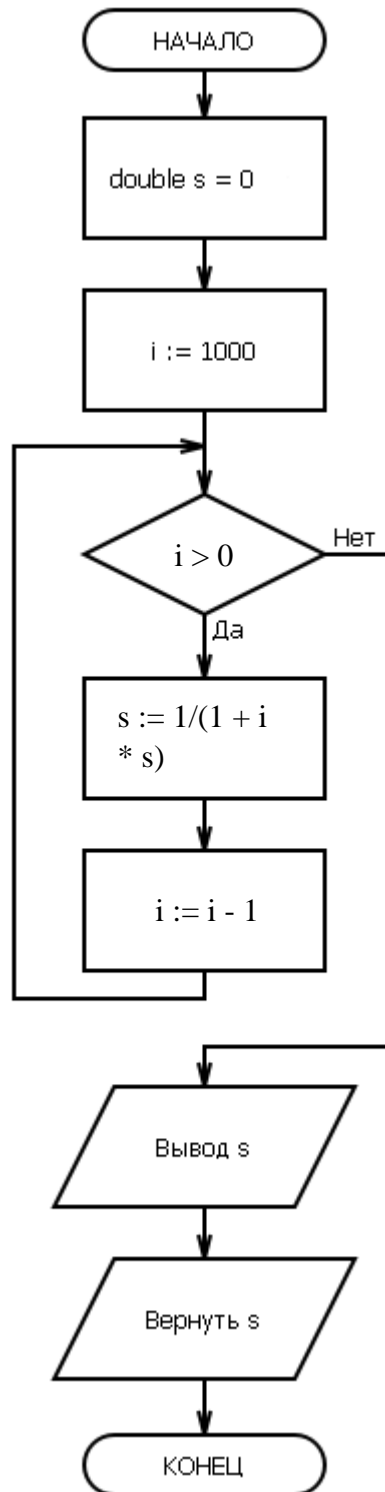 НАЧАЛО
double s = 0
i := 1000
i > 0
Нет
Да
s := 1/(1 + i
* s)
i := i - 1
Вывод s
Вернуть s
КОНЕЦ